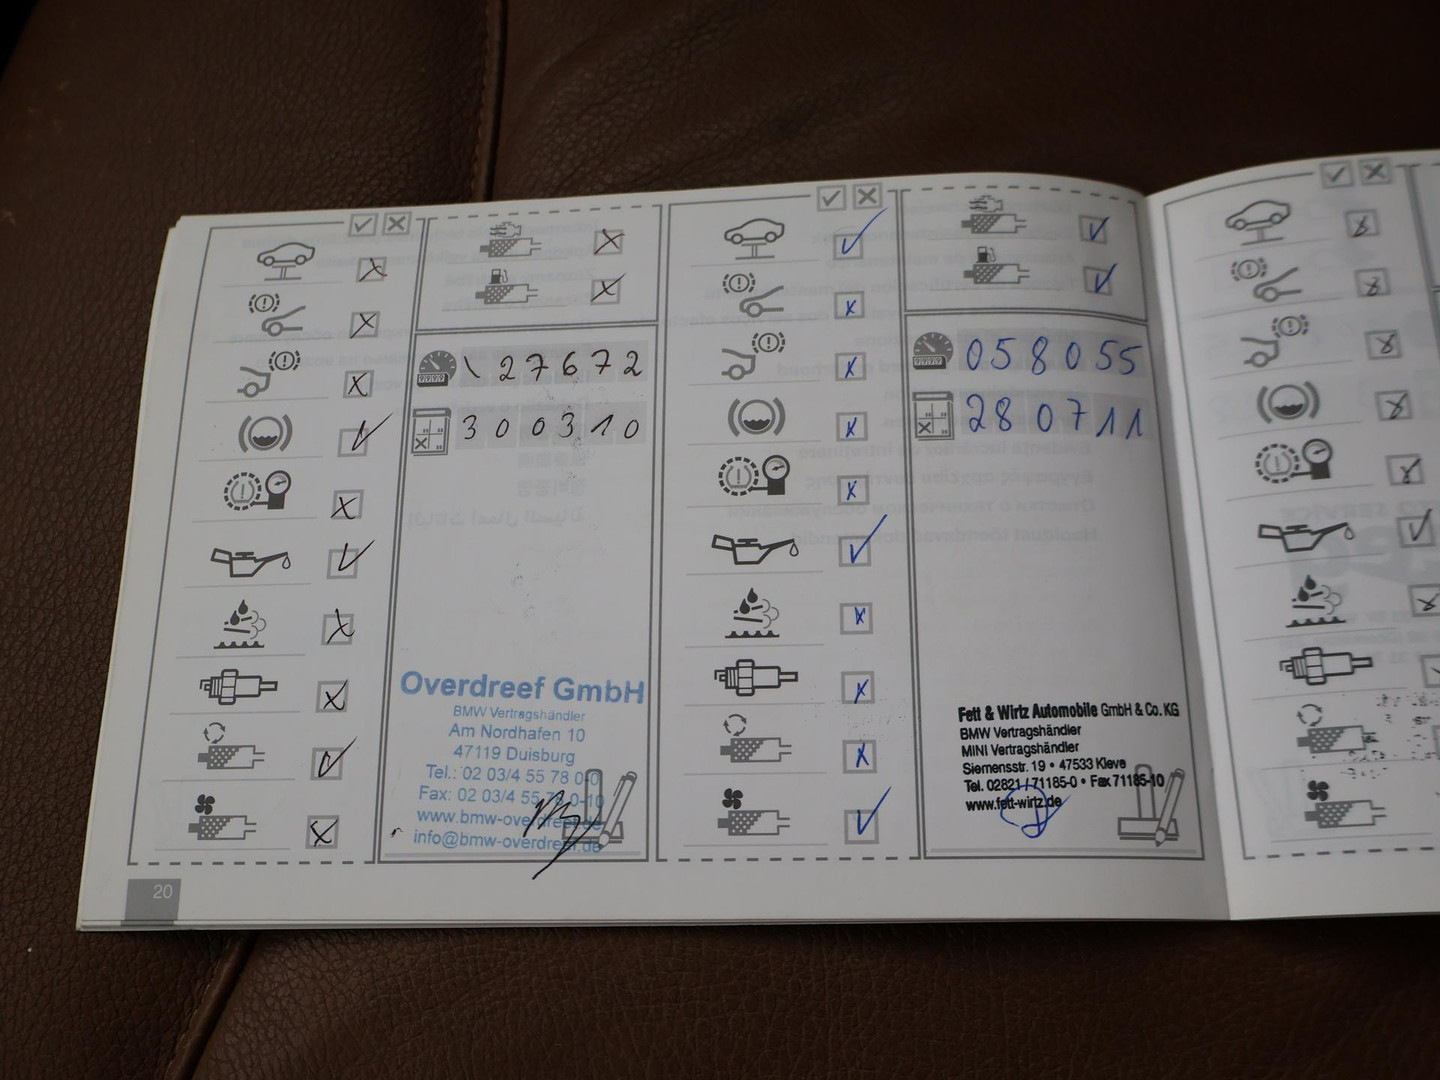 127672
300310
Overdreef GmbH
BMW Vertragshändler
Am Nordhafen 10
47119 Duisburg
Tel.: 02 03/4 55 78 0-0
Fax: 02 03/4 55 78 0-10
www.bmw-overdreef.de
info@bmw-overdreef.de
20
058055
280711
Fett & Wirtz Automobile GmbH & Co. KG
BMW Vertragshändler
MINI Vertragshändler
Siemensstr. 19 • 47533 Kleve
Tel. 02821 / 71185-0 • Fax 71185-10
www.fett-wirtz.de